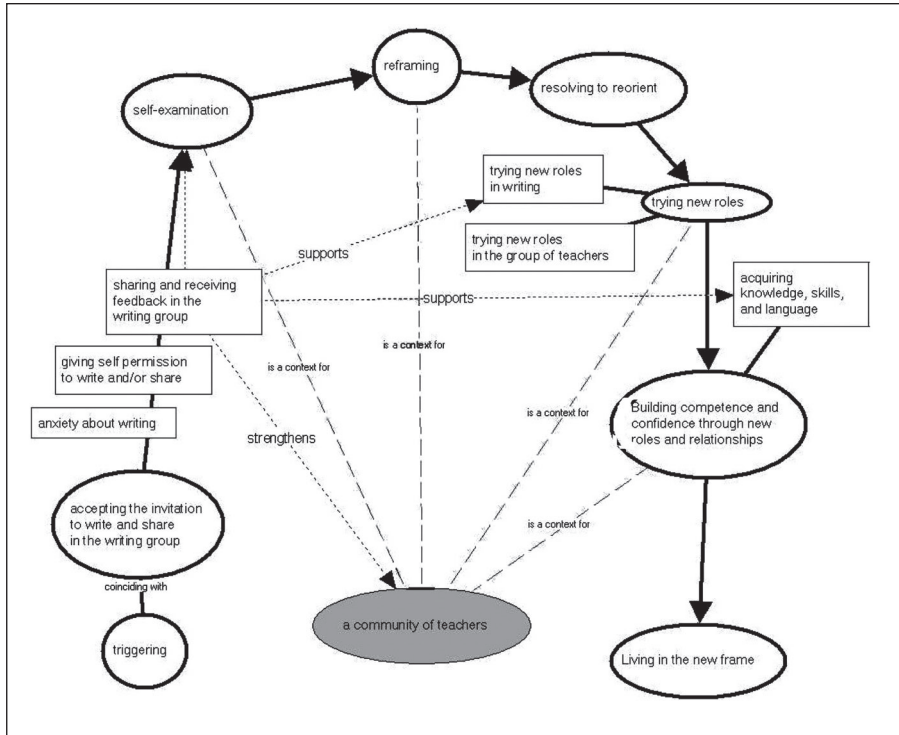 reframing
self-examination
resolving to reorient
trying new roles
in writing
trying new roles
trying new roles
in the group of teachers
supports
sharing and receiving
feedback in the
writing group
supports
acquiring
knowledge, skills,
and language
giving self permission
to write and/or share
is a context for
is a context for
anxiety about writing
strengthens
is a context for
Building competence and
confidence through new
roles and relationships
accepting the invitation
to write and share
in the writing group
is a context for
coinciding with
triggering
a community of teachers
Living in the new frame